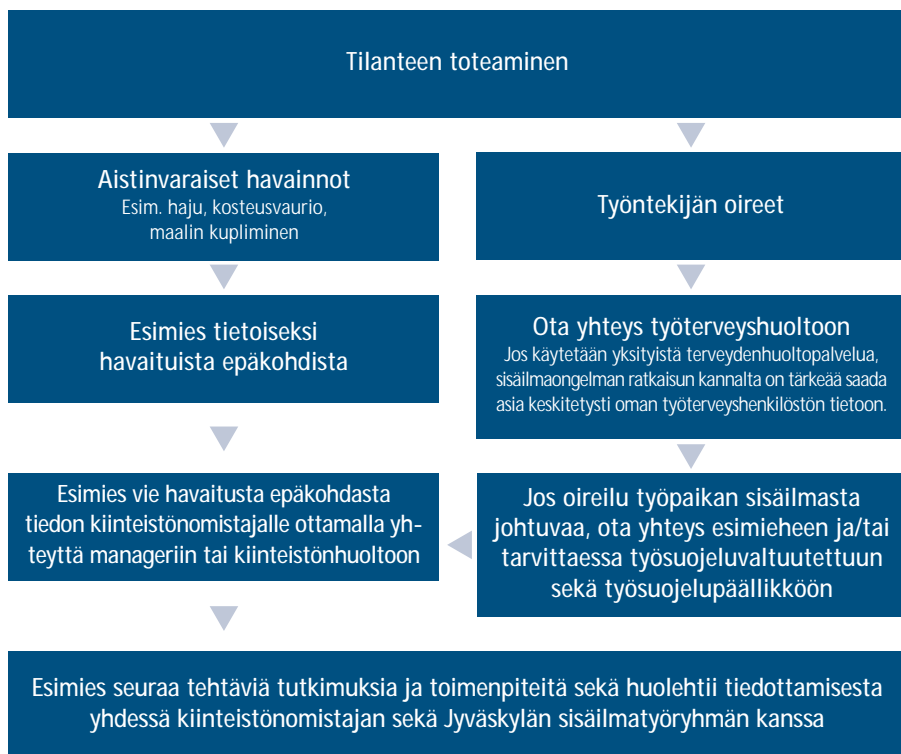 Tilanteen toteaminen
Aistinvaraiset havainnot
Esim. haju, kosteusvaurio,
maalin kupliminen
Työntekijän oireet
Esimies tietoiseksi
havaituista epäkohdista
Ota yhteys työterveyshuoltoon
Jos käytetään yksityistä terveydenhuoltopalvelua,
sisäilmaongelman ratkaisun kannalta on tärkeää saada
asia keskitetysti oman työterveyshenkilöstön tietoon.
Esimies vie havaitusta epäkohdasta
tiedon kiinteistönomistajalle ottamalla yh-
teyttä manageriin tai kiinteistönhuoltoon
Jos oireilu työpaikan sisäilmasta
johtuvaa, ota yhteys esimieheen ja/tai
tarvittaessa työsuojeluvaltuutettuun
sekä työsuojelupäällikköön
Esimies seuraa tehtäviä tutkimuksia ja toimenpiteitä sekä huolehtii tiedottamisesta
yhdessä kiinteistönomistajan sekä Jyväskylän sisäilmatyöryhmän kanssa